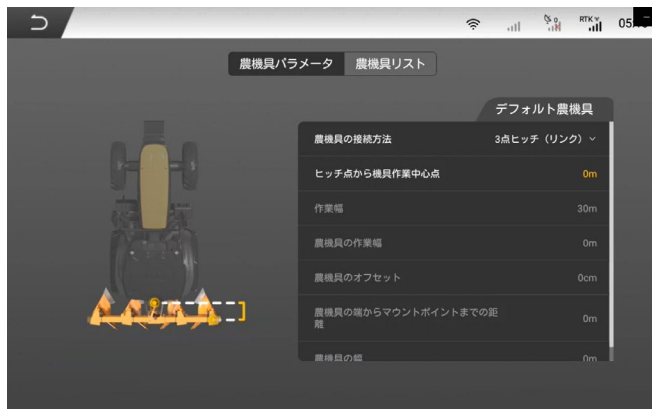 RTK
農機具パラメータ 農機具リスト
デフォルト農機具
農機具の接続方法 3点ヒッチ（リンク）
ヒッチ点から機具作業中心点 0m
作業幅 30m
農機具の作業幅 0m
農機具のオフセット 0cm
農機具の端からマウントポイントまでの距
離 0m
農機具の幅 0m